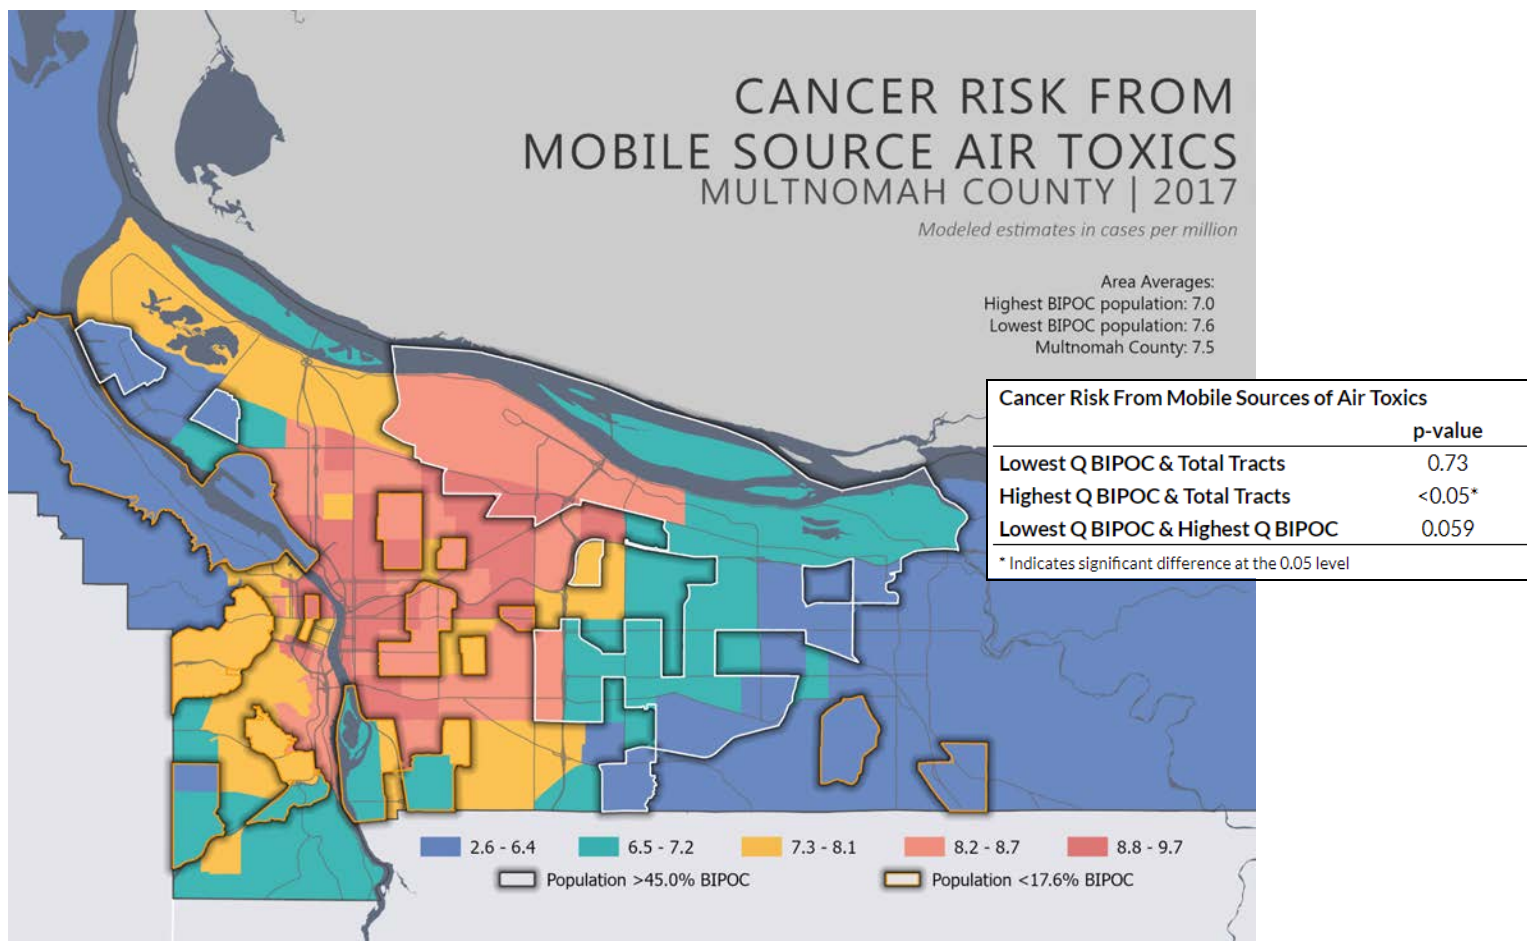 CANCER RISK FROM
MOBILE SOURCE AIR TOXICS
MULTNOMAH COUNTY | 2017
Modeled estimates in cases per million
Area Averages:
Highest BIPOC population: 7.0
Lowest BIPOC population: 7.6
Multnomah County: 7.5
Cancer Risk From Mobile Sources of Air Toxics
p-value
Lowest Q BIPOC & Total Tracts 0.73
Highest Q BIPOC & Total Tracts <0.05*
Lowest Q BIPOC & Highest Q BIPOC 0.059
* Indicates significant difference at the 0.05 level
2.6 - 6.4 6.5 - 7.2 7.3 - 8.1 8.2 - 8.7 8.8 - 9.7
Population >45.0% BIPOC Population <17.6% BIPOC